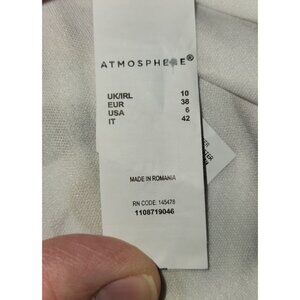 ATMOSPHERE®
UK/IRL 10
EUR 38
USA 6
IT 42
MADE IN ROMANIA
RN CODE: 145478
1108719046